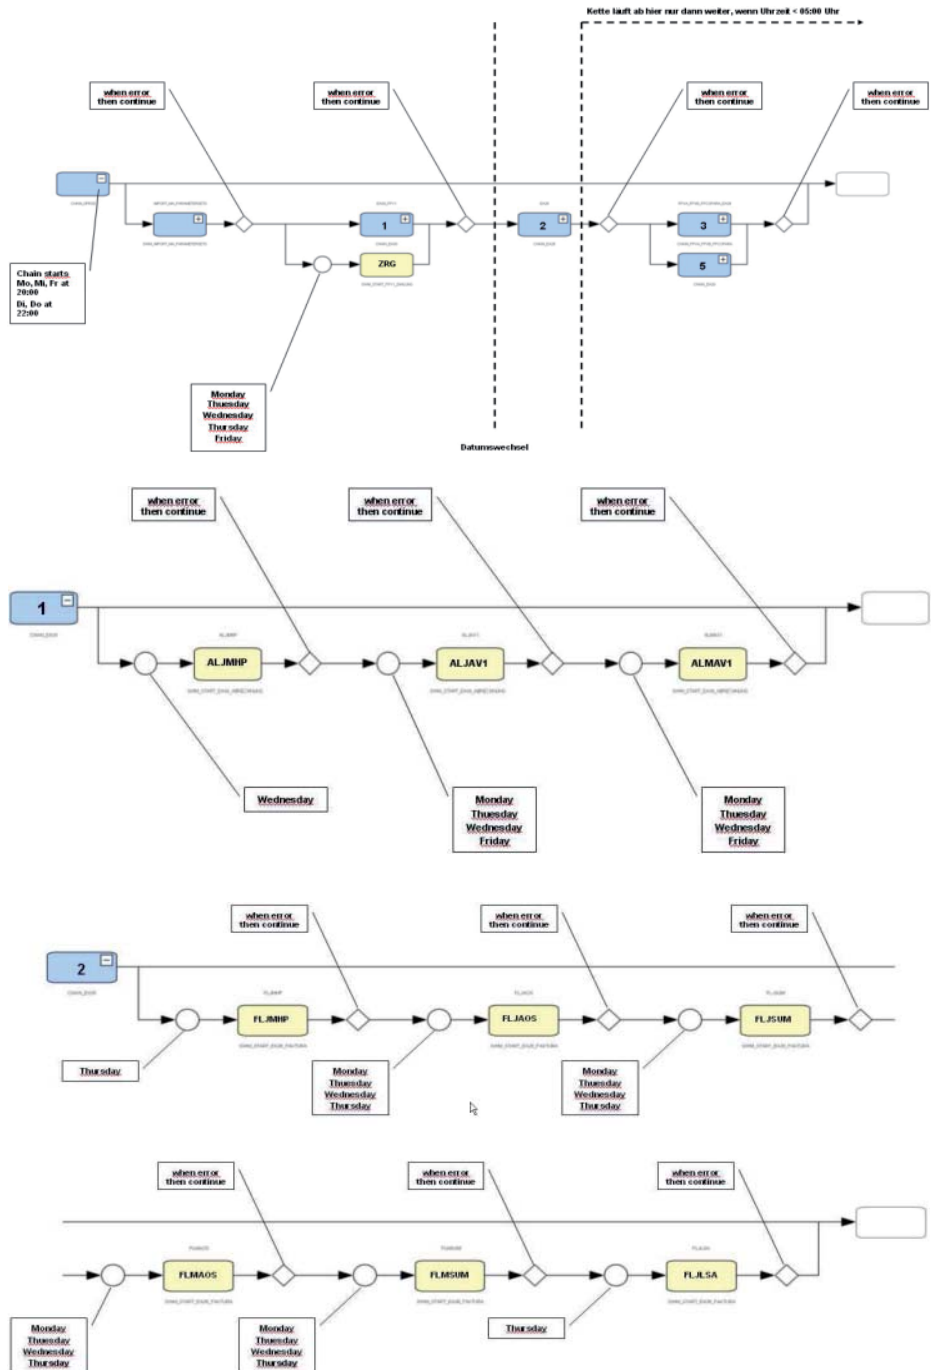 Kette läuft ab hier nur dann weiter, wenn Uhrzeit < 05:00 Uhr
when error
then continue
when error
then continue
when error
then continue
when error
then continue
1
2
3
ZRG
5
Chain starts
Mo, Mi, Fr at
20:00
Di, Do at
22:00
Monday
Thuesday
Wednesday
Thursday
Friday
Datumswechsel
when error
then continue
when error
then continue
when error
then continue
1
ALJMHP
ALJAV1
ALMAV1
Wednesday
Monday
Thuesday
Wednesday
Friday
Monday
Thuesday
Wednesday
Friday
when error
then continue
when error
then continue
when error
then continue
2
FLJMHP
FLJAOS
FLJSUM
Thursday
Monday
Thuesday
Wednesday
Thursday
Monday
Thuesday
Wednesday
Thursday
when error
then continue
when error
then continue
when error
then continue
FLMAOS
FLMSUM
FLJLSA
Monday
Thuesday
Wednesday
Thursday
Monday
Thuesday
Wednesday
Thursday
Thursday